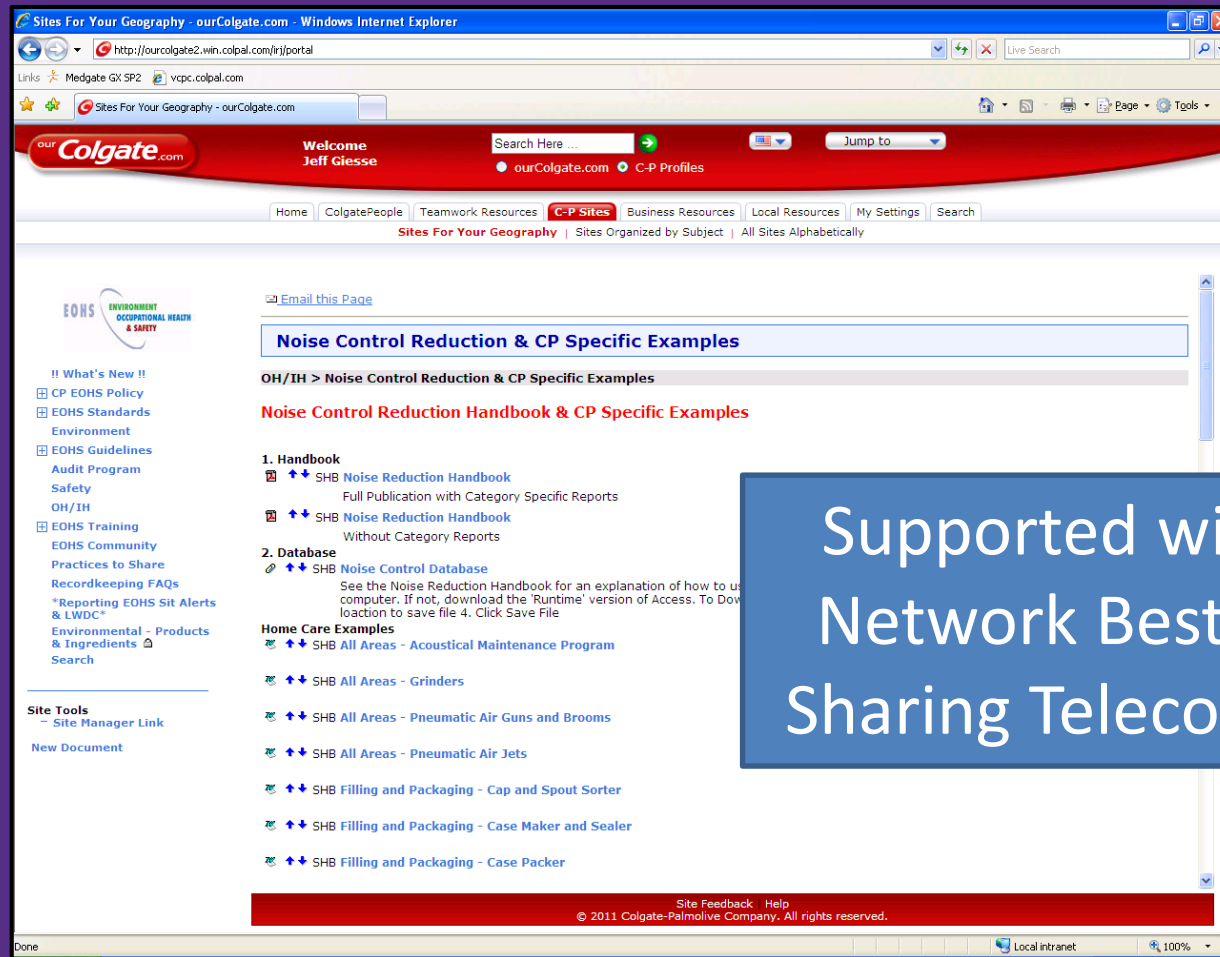 Sites For Your Geography - ourColgate.com - Windows Internet Explorer
http://ourcolgate2.win.colpal.com/irj/portal
Live Search
Links Medgate GX SP2 vcpc.colpal.com
Sites For Your Geography - ourColgate.com
Page Tools
our Colgate.com
Welcome
Jeff Giesse
Search Here ...
Jump to
ourColgate.com C-P Profiles
Home ColgatePeople Teamwork Resources C-P Sites Business Resources Local Resources My Settings Search
Sites For Your Geography | Sites Organized by Subject | All Sites Alphabetically
EOHS ENVIRONMENT
OCCUPATIONAL HEALTH
& SAFETY
!! What's New !!
CP EOHS Policy
EOHS Standards
Environment
EOHS Guidelines
Audit Program
Safety
OH/IH
EOHS Training
EOHS Community
Practices to Share
Recordkeeping FAQs
*Reporting EOHS Sit Alerts
& LWDC*
Environmental - Products
& Ingredients
Search
Site Tools
– Site Manager Link
New Document
Email this Page
Noise Control Reduction & CP Specific Examples
OH/IH > Noise Control Reduction & CP Specific Examples
Noise Control Reduction Handbook & CP Specific Examples
1. Handbook
SHB Noise Reduction Handbook
Full Publication with Category Specific Reports
SHB Noise Reduction Handbook
Without Category Reports
2. Database
SHB Noise Control Database
See the Noise Reduction Handbook for an explanation of how to
computer. If not, download the 'Runtime' version of Access. To
loaction to save file 4. Click Save File
Home Care Examples
SHB All Areas - Acoustical Maintenance Program
SHB All Areas - Grinders
SHB All Areas - Pneumatic Air Guns and Brooms
SHB All Areas - Pneumatic Air Jets
SHB Filling and Packaging - Cap and Spout Sorter
SHB Filling and Packaging - Case Maker and Sealer
SHB Filling and Packaging - Case Packer
Supported
Network Best
Sharing
Site Feedback | Help
© 2011 Colgate-Palmolive Company. All rights reserved.
Done
Local intranet
100%